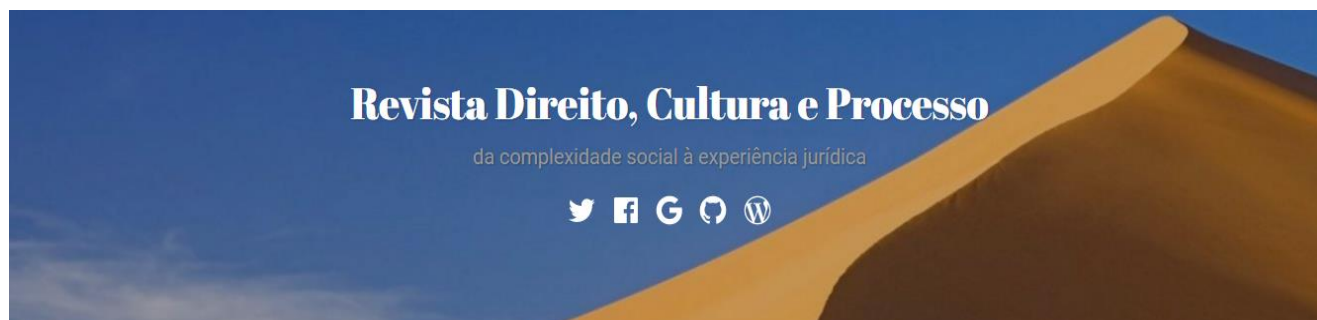 Revista Direito, Cultura e Processo
da complexidade social à experiência jurídica